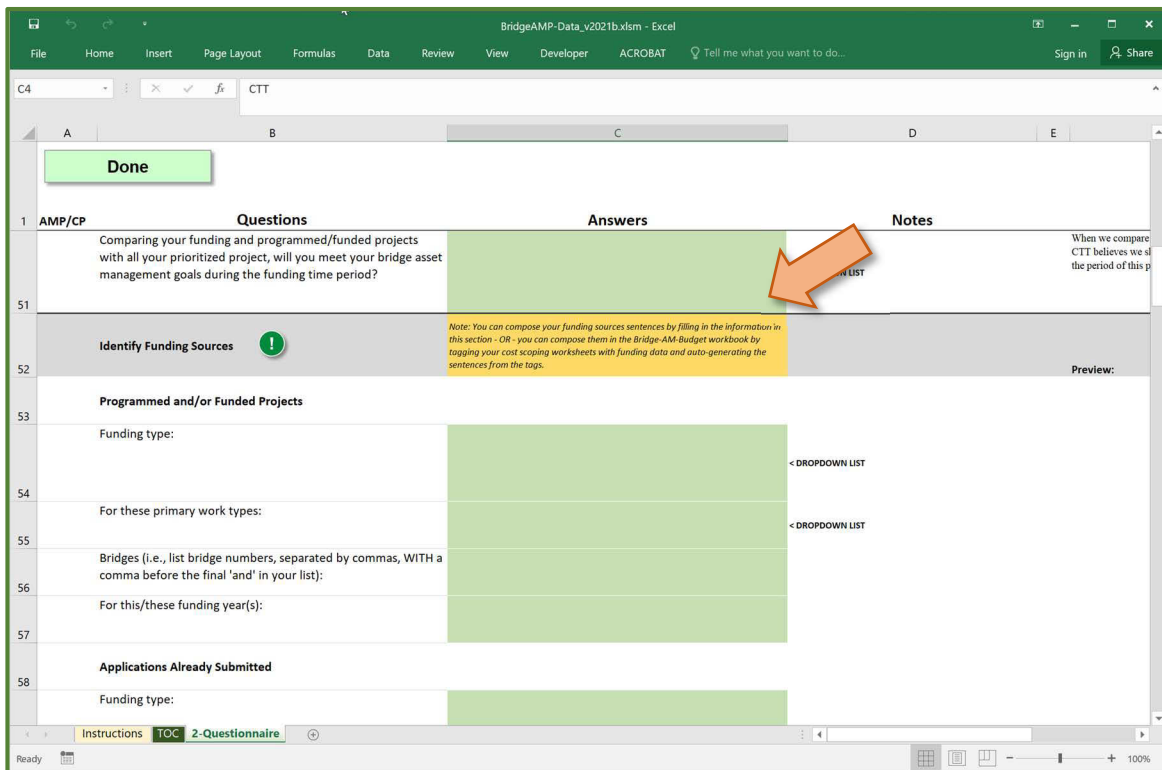 BridgeAMP-Data_v2021b.xlsm - Excel
File Home Insert Page Layout Formulas Data Review View Developer ACROBAT Tell me what you want to do... Sign in Share
C4 fx CTT
A B C D E
Done
1 AMP/CP Questions Answers Notes
Comparing your funding and programmed/funded projects
with all your prioritized project, will you meet your bridge asset
management goals during the funding time period?
LIST
When we compare
CTT believes we
the period of this p
51
Identify Funding Sources !
Note: You can compose your funding sources sentences by filling in the information in
this section - OR - you can compose them in the Bridge-AM-Budget workbook by
tagging your cost scoping worksheets with funding data and auto-generating the
sentences from the tags.
52 Preview:
Programmed and/or Funded Projects
53
Funding type:
< DROPDOWN LIST
54
For these primary work types:
< DROPDOWN LIST
55
Bridges (i.e., list bridge numbers, separated by commas, WITH a
comma before the final 'and' in your list):
56
For this/these funding year(s):
57
Applications Already Submitted
58
Funding type:
Instructions TOC 2-Questionnaire
Ready 100%